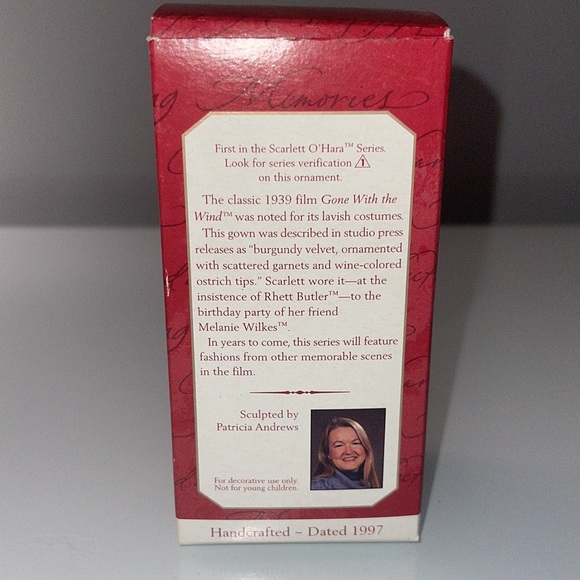 Memories
First in the Scarlett O'Hara™ Series.
Look for series verification 1
on this ornament.
The classic 1939 film Gone With the
Wind™ was noted for its lavish costumes.
This gown was described in studio press
releases as "burgundy velvet, ornamented
with scattered garnets and wine-colored
ostrich tips." Scarlett wore it—at the
insistence of Rhett Butler™—to the
birthday party of her friend
Melanie Wilkes™.
In years to come, this series will feature
fashions from other memorable scenes
in the film.
Sculpted by
Patricia Andrews
For decorative use only.
Not for young children.
Handcrafted – Dated 1997